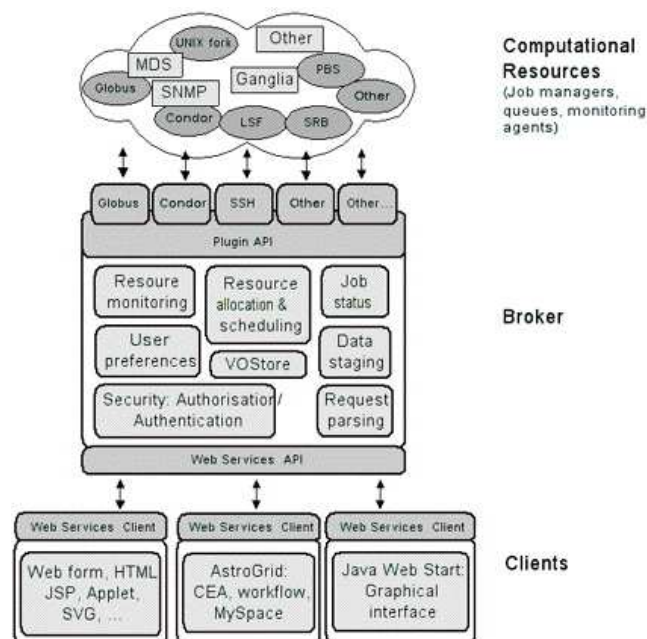 UNIX fork
Other
MDS
PBS
Globus
Ganglia
SNMP
Other
Condor
LSF
SRB
Computational
Resources
(Job managers,
queues, monitoring
agents)
Globus
Condor
SSH
Other
Other...
Plugin API
Resoure
monitoring
Resource
allocation &
scheduling
Job
status
User
preferences
VOStore
Data
staging
Security: Authorisation/
Authentication
Request
parsing
Broker
Web Services API
Web Services Client
Web Services Client
Web Services Client
Web form, HTML
JSP, Applet,
SVG, ...
AstroGrid:
CEA, workflow,
MySpace
Java Web Start:
Graphical
interface
Clients